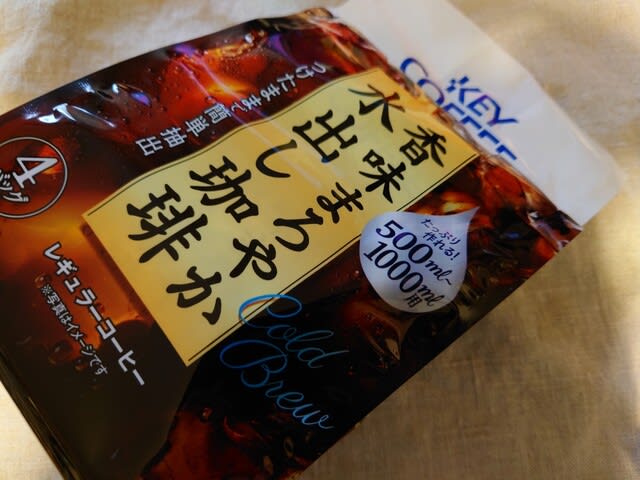 KEY
COFFEE
つけたままで簡単抽出
香味まろやか
水出し珈琲
たっぷり
作れる!
500ml~
1000ml用
Cold
Brew
4
バッグ
レギュラーコーヒー
※写真はイメージです